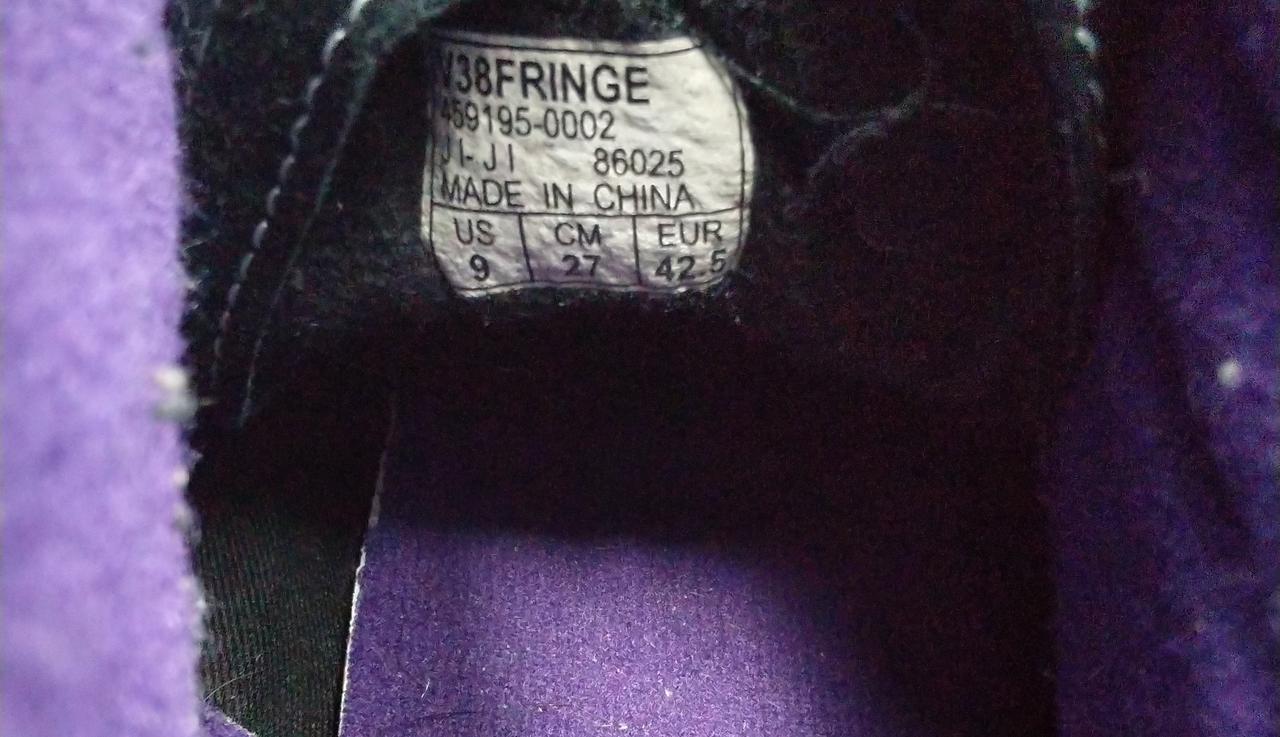 V38FRINGE
459195-0002
JI-JI 86025
MADE IN CHINA
US CM EUR
9 27 42.5